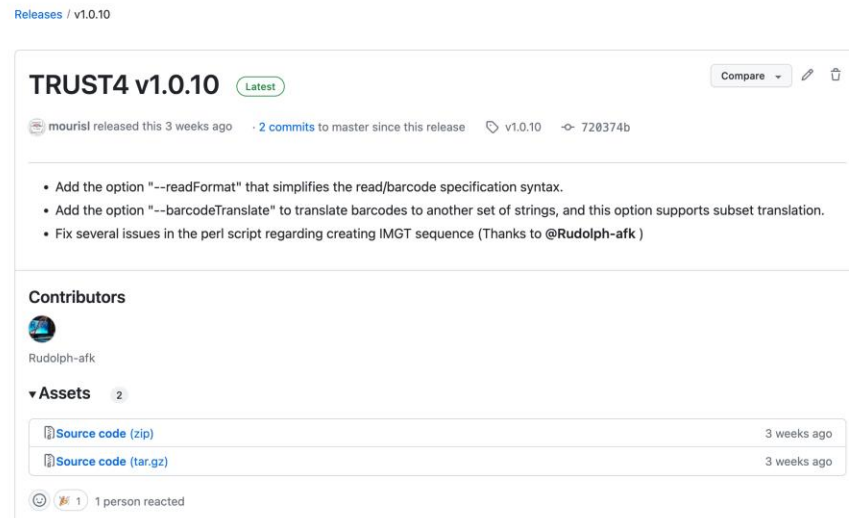 Releases / v1.0.10
TRUST4 v1.0.10 Latest Compare
mourisl released this 3 weeks ago · 2 commits to master since this release v1.0.10 720374b
• Add the option "--readFormat" that simplifies the read/barcode specification syntax.
• Add the option "--barcodeTranslate" to translate barcodes to another set of strings, and this option supports subset translation.
• Fix several issues in the perl script regarding creating IMGT sequence (Thanks to @Rudolph-afk )
Contributors
Rudolph-afk
Assets 2
Source code (zip) 3 weeks ago
Source code (tar.gz) 3 weeks ago
1 1 person reacted